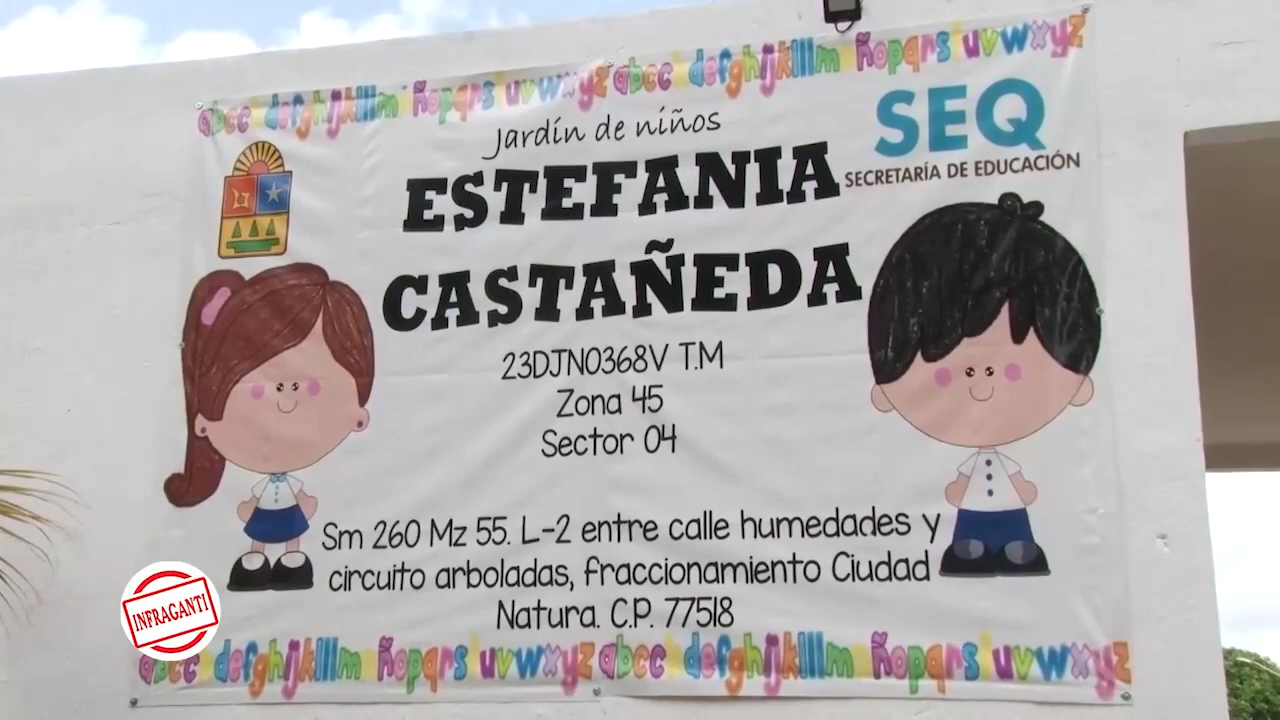 abcc defghijklllm ñopqrs uvwxyz abcc defghijklllm ñopqrs uvwxyz
Jardín de niños
SEQ
SECRETARÍA DE EDUCACIÓN
ESTEFANIA
CASTAÑEDA
23DJN0368V T.M
Zona 45
Sector 04
Sm 260 Mz 55. L-2 entre calle humedades y
circuito arboladas, fraccionamiento Ciudad
Natura. C.P. 77518
INFRAGANTI
abcc defghijklllm ñopqrs uvwxyz abcc defghijklllm ñopqrs uvwxyz